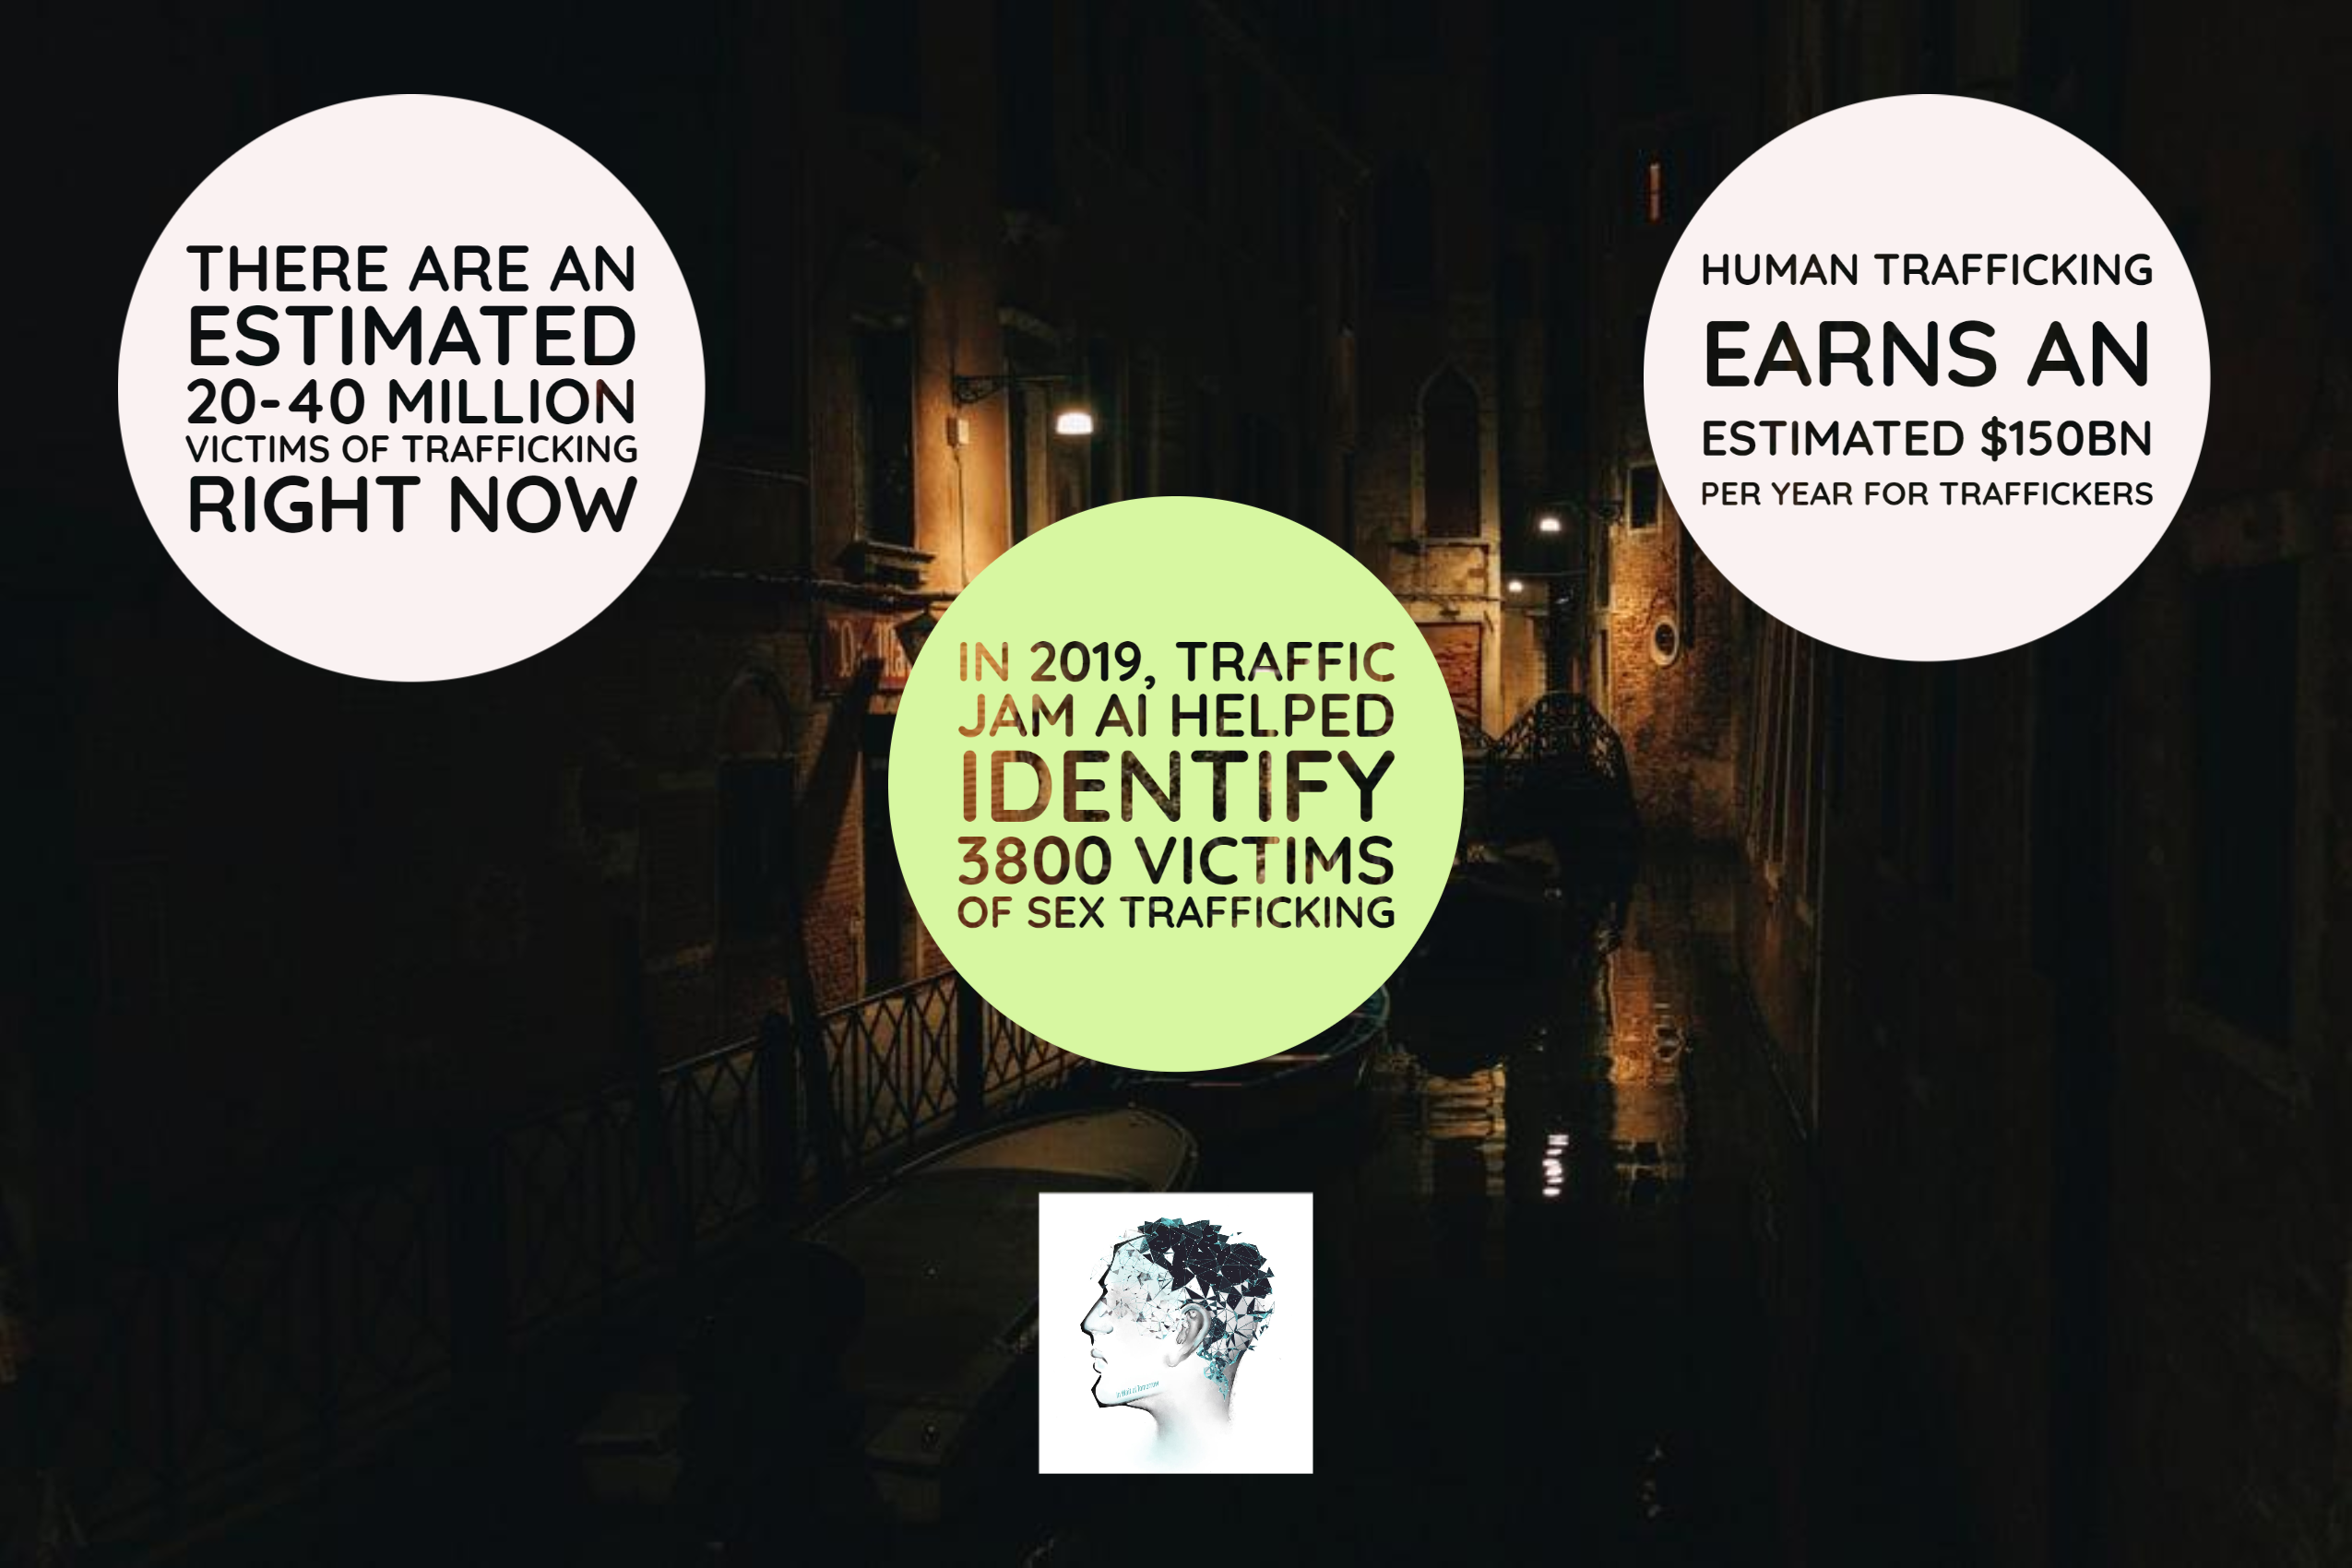 THERE ARE AN
ESTIMATED
20-40 MILLION
VICTIMS OF TRAFFICKING
RIGHT NOW
HUMAN TRAFFICKING
EARNS AN
ESTIMATED $150BN
PER YEAR FOR TRAFFICKERS
IN 2019, TRAFFIC
JAM AI HELPED
IDENTIFY
3800 VICTIMS
OF SEX TRAFFICKING